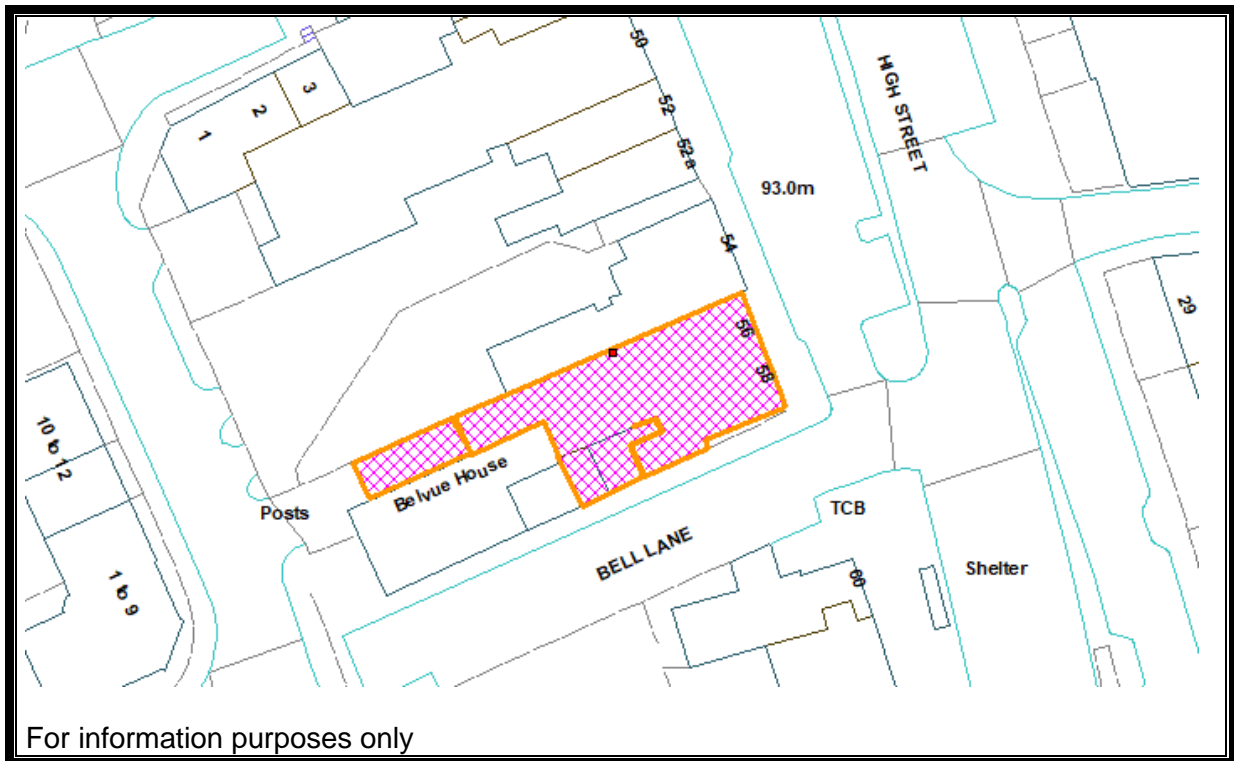 50
HIGH STREET
3
2
1
52
52a
93.0m
54
29
56
58
10 to 12
Belvue House
Posts
TCB
BELL LANE
Shelter
60
1 to 9
For information purposes only